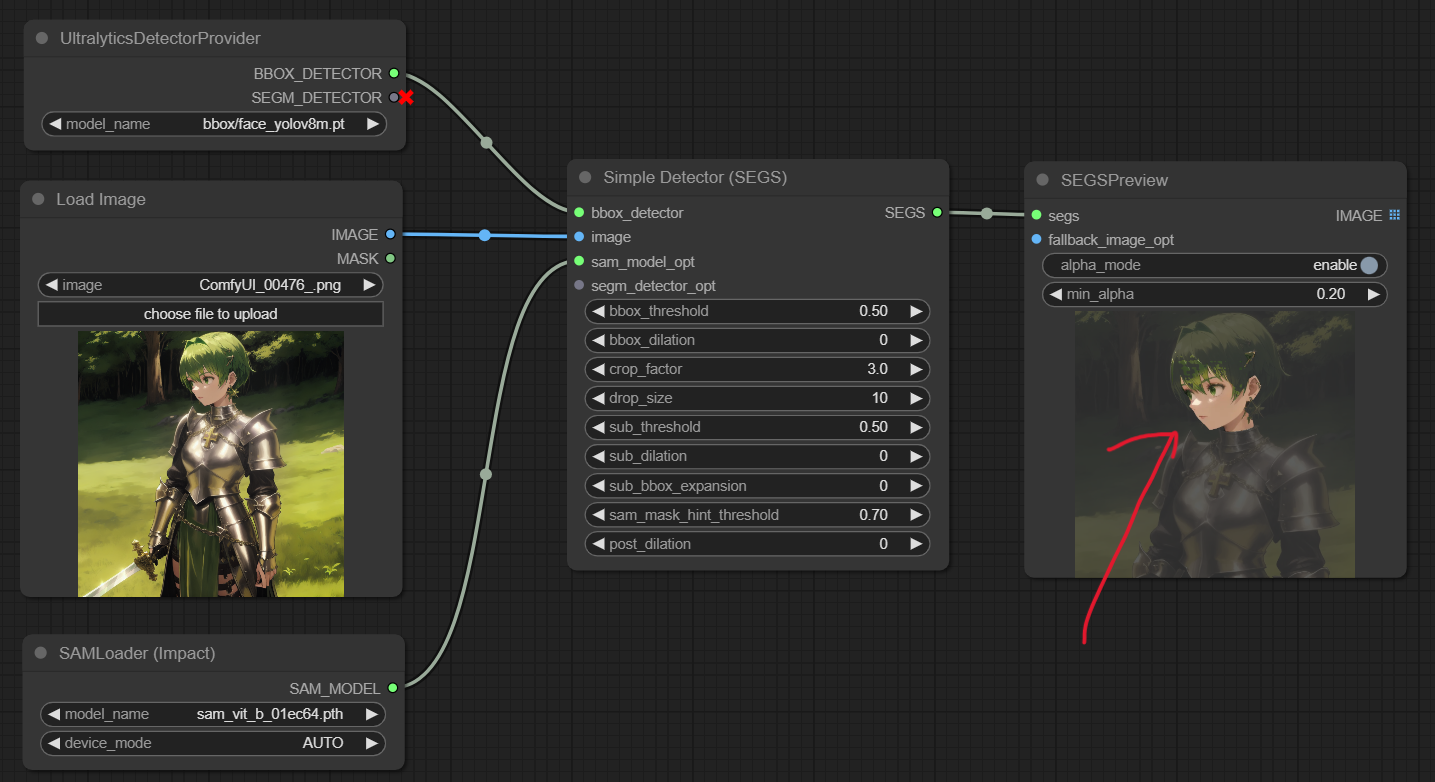 UltralyticsDetectorProvider
BBOX_DETECTOR
SEGM_DETECTOR
model_name bbox/face_yolov8m.pt
Load Image
IMAGE
MASK
image ComfyUI_00476_.png
choose file to upload
SAMLoader (Impact)
SAM_MODEL
model_name sam_vit_b_01ec64.pth
device_mode AUTO
Simple Detector (SEGS)
bbox_detector SEGS
image
sam_model_opt
segm_detector_opt
bbox_threshold 0.50
bbox_dilation 0
crop_factor 3.0
drop_size 10
sub_threshold 0.50
sub_dilation 0
sub_bbox_expansion 0
sam_mask_hint_threshold 0.70
post_dilation 0
SEGSPreview
segs IMAGE
fallback_image_opt
alpha_mode enable
min_alpha 0.20